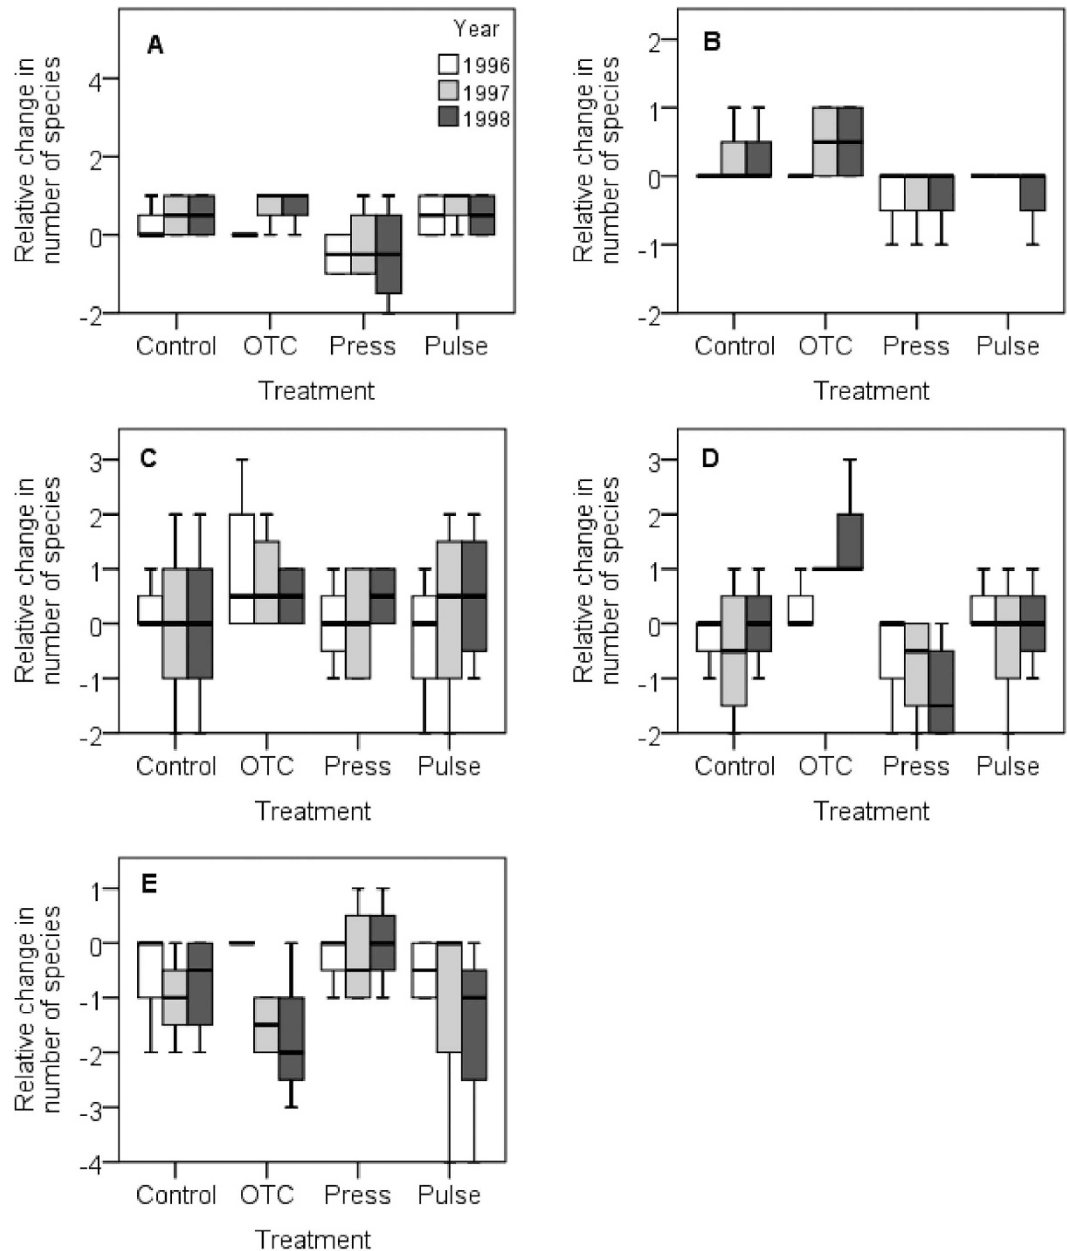 A
Year
1996
1997
1998
Relative change in
number of species
4
2
0
-2
Control OTC Press Pulse
Treatment
B
Relative change in
number of species
2
1
0
-1
-2
Control OTC Press Pulse
Treatment
C
Relative change in
number of species
3
2
1
0
-1
-2
Control OTC Press Pulse
Treatment
D
Relative change in
number of species
3
2
1
0
-1
-2
Control OTC Press Pulse
Treatment
E
Relative change in
number of species
1
0
-1
-2
-3
-4
Control OTC Press Pulse
Treatment